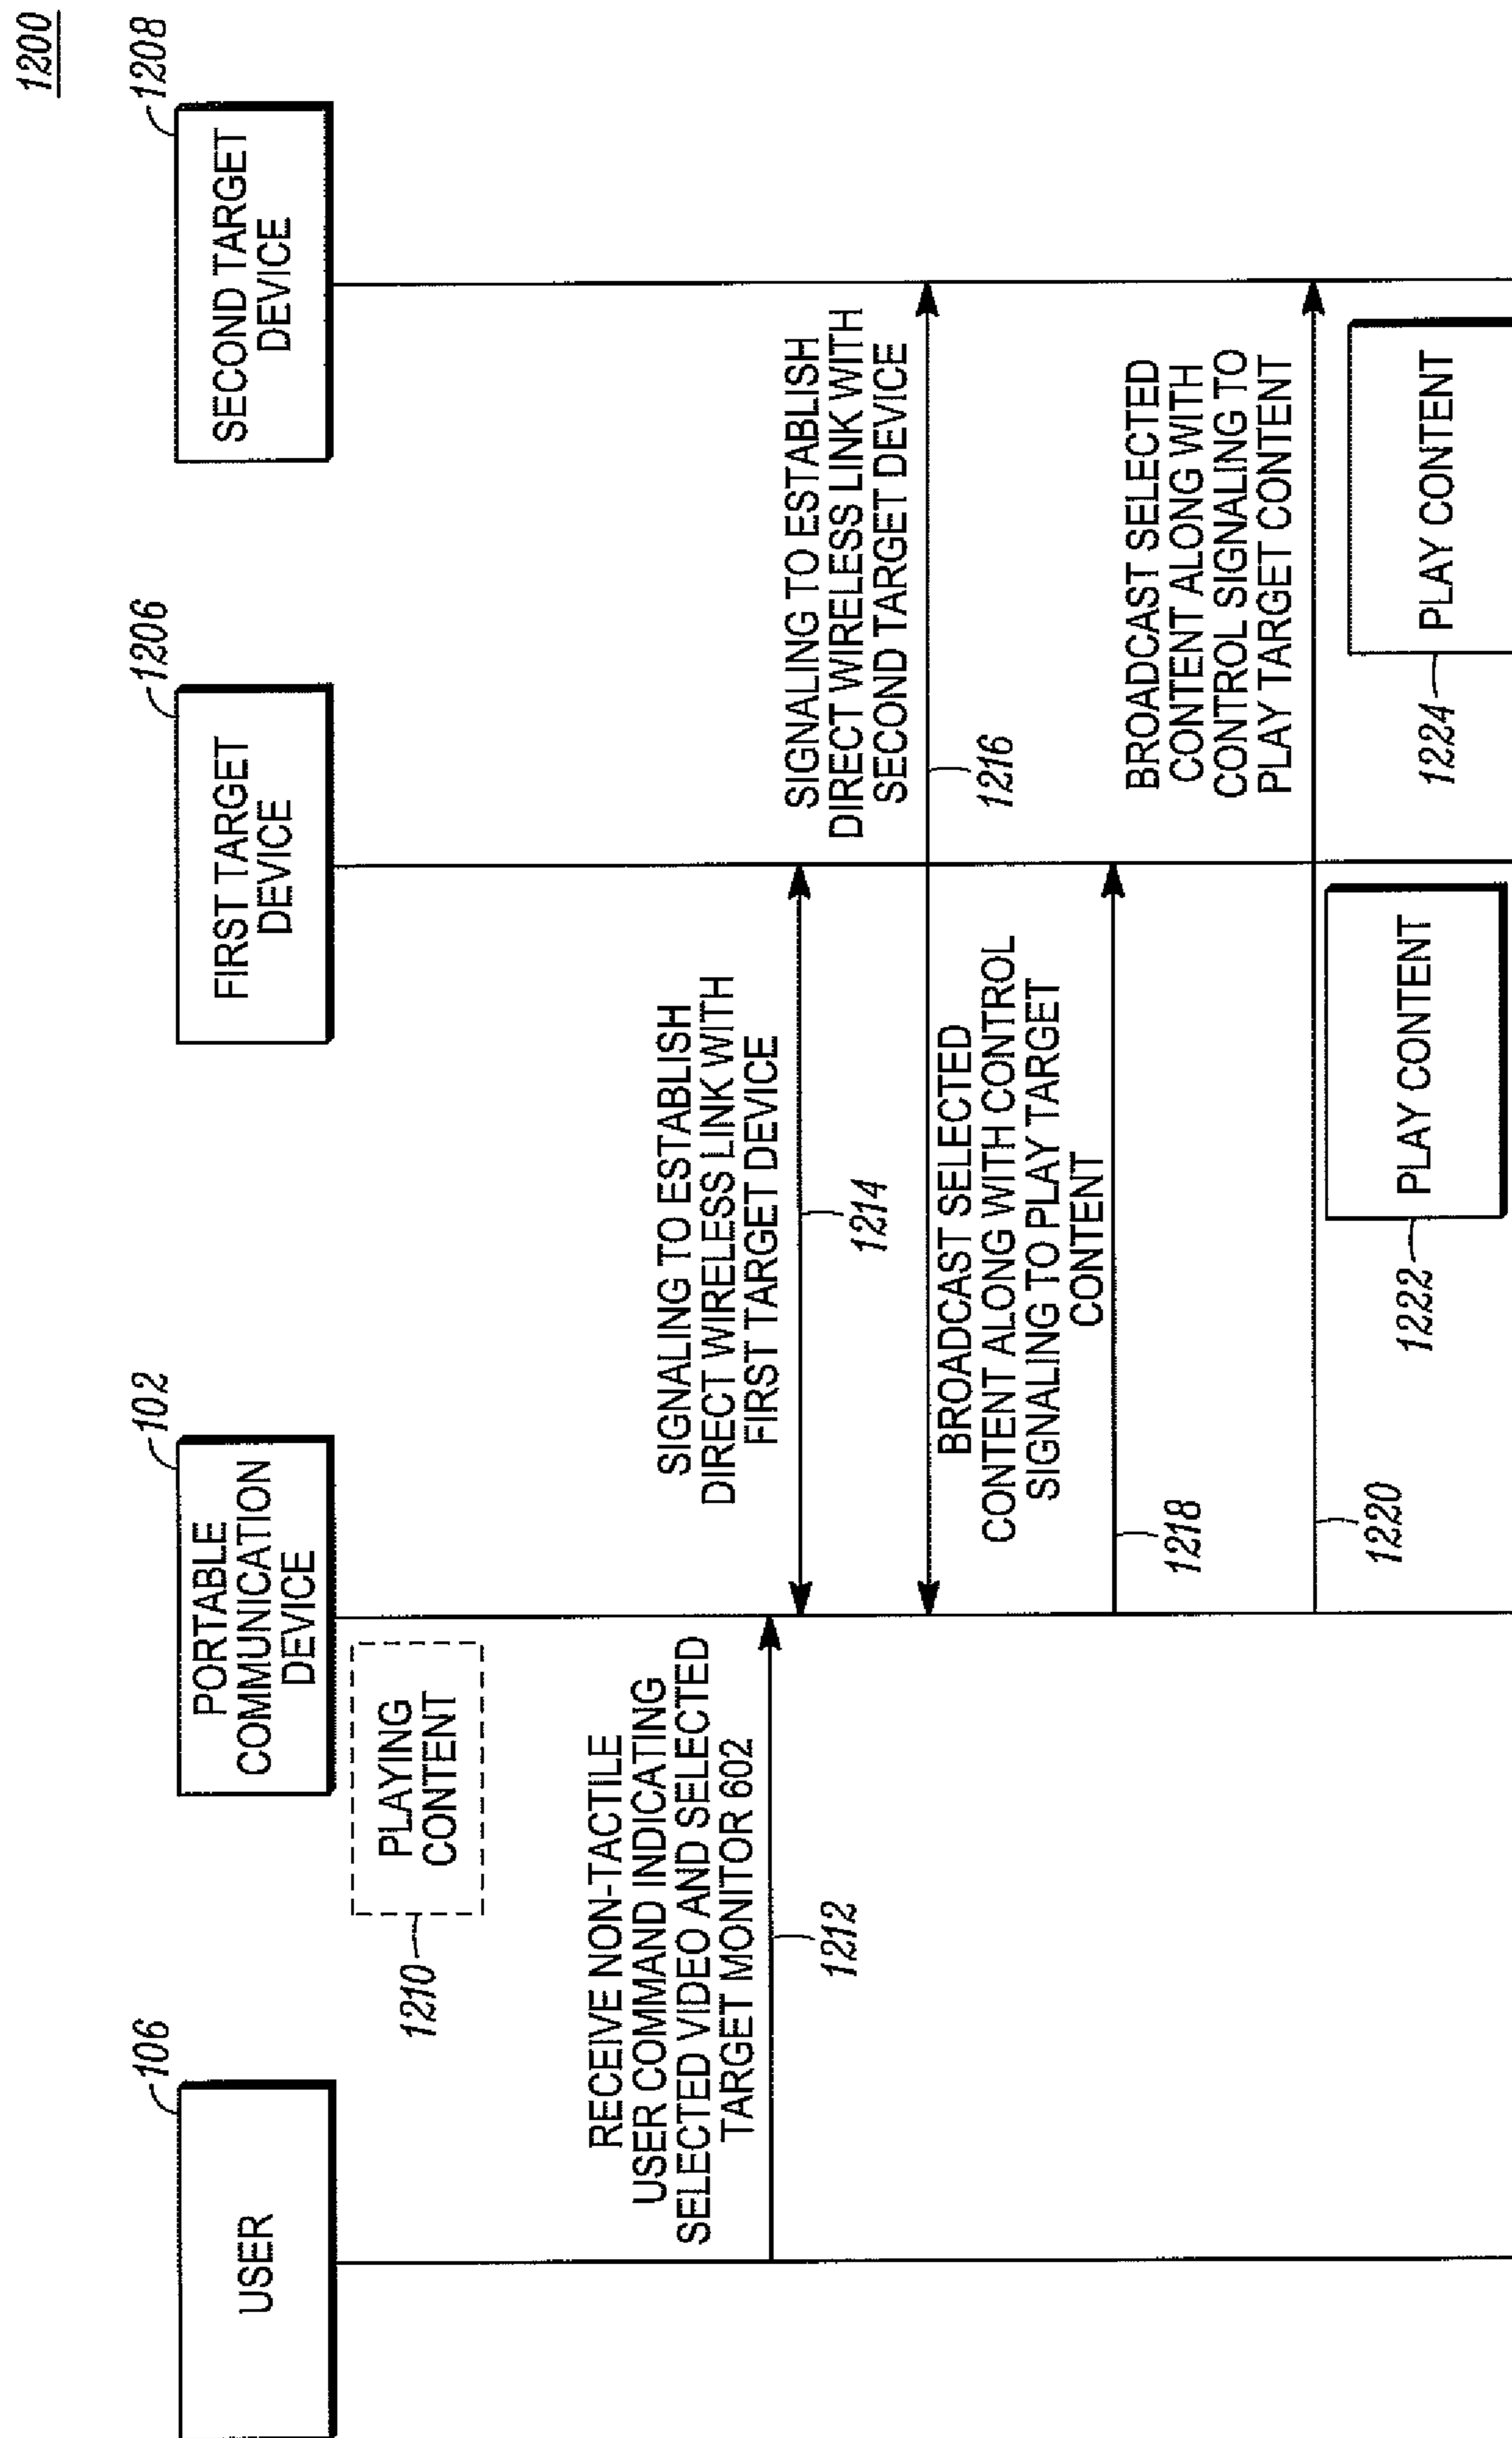 1200
106
USER
102
PORTABLE
COMMUNICATION
DEVICE
1206
FIRST TARGET
DEVICE
1208
SECOND TARGET
DEVICE
PLAYING
CONTENT
1210
RECEIVE NON-TACTILE
USER COMMAND INDICATING
SELECTED VIDEO AND SELECTED
TARGET MONITOR 602
1212
SIGNALING TO ESTABLISH
DIRECT WIRELESS LINK WITH
FIRST TARGET DEVICE
1214
SIGNALING TO ESTABLISH
DIRECT WIRELESS LINK WITH
SECOND TARGET DEVICE
1216
BROADCAST SELECTED
CONTENT ALONG WITH CONTROL
SIGNALING TO PLAY TARGET
CONTENT
1218
BROADCAST SELECTED
CONTENT ALONG WITH
CONTROL SIGNALING TO
PLAY TARGET CONTENT
1220
PLAY CONTENT
1222
PLAY CONTENT
1224